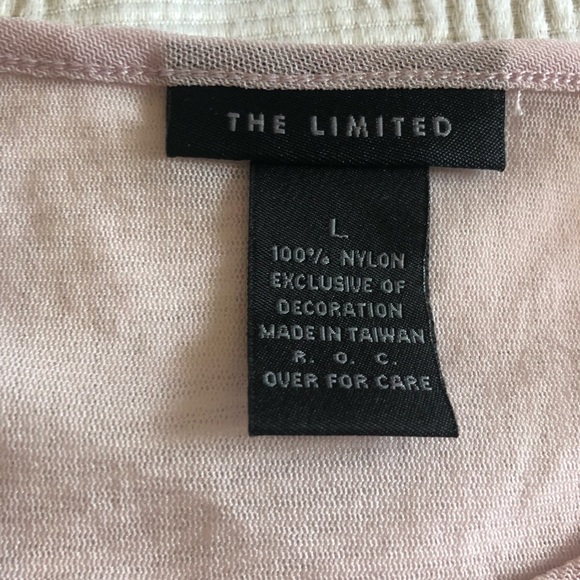 THE LIMITED
L
100% NYLON
EXCLUSIVE OF
DECORATION
MADE IN TAIWAN
R. O. C.
OVER FOR CARE